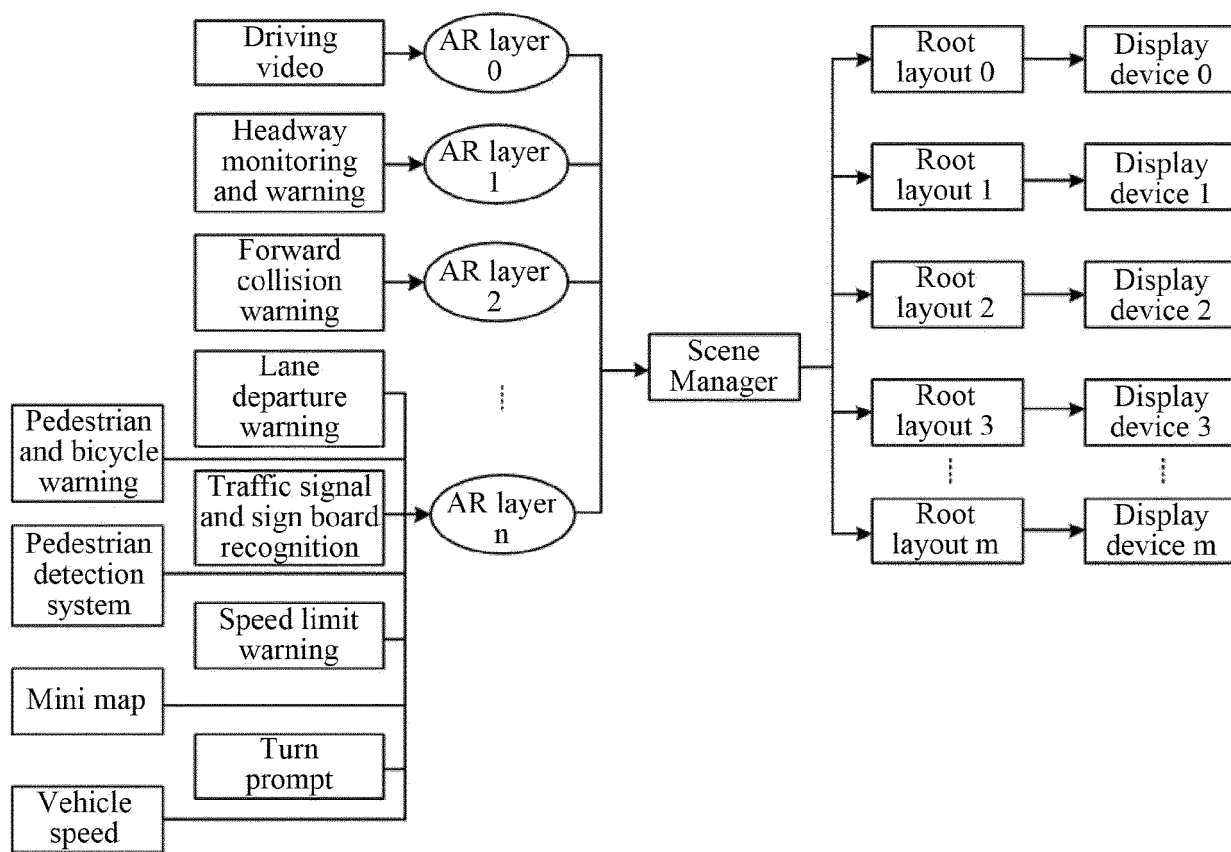 Driving
video
AR layer
0
Headway
monitoring
and warning
AR layer
1
Forward
collision
warning
AR layer
2
Lane
departure
warning
Pedestrian
and bicycle
warning
Traffic signal
and sign board
recognition
AR layer
n
Pedestrian
detection
system
Speed limit
warning
Mini map
Turn
prompt
Vehicle
speed
Scene
Manager
Root
layout 0
Display
device 0
Root
layout 1
Display
device 1
Root
layout 2
Display
device 2
Root
layout 3
Display
device 3
Root
layout m
Display
device m